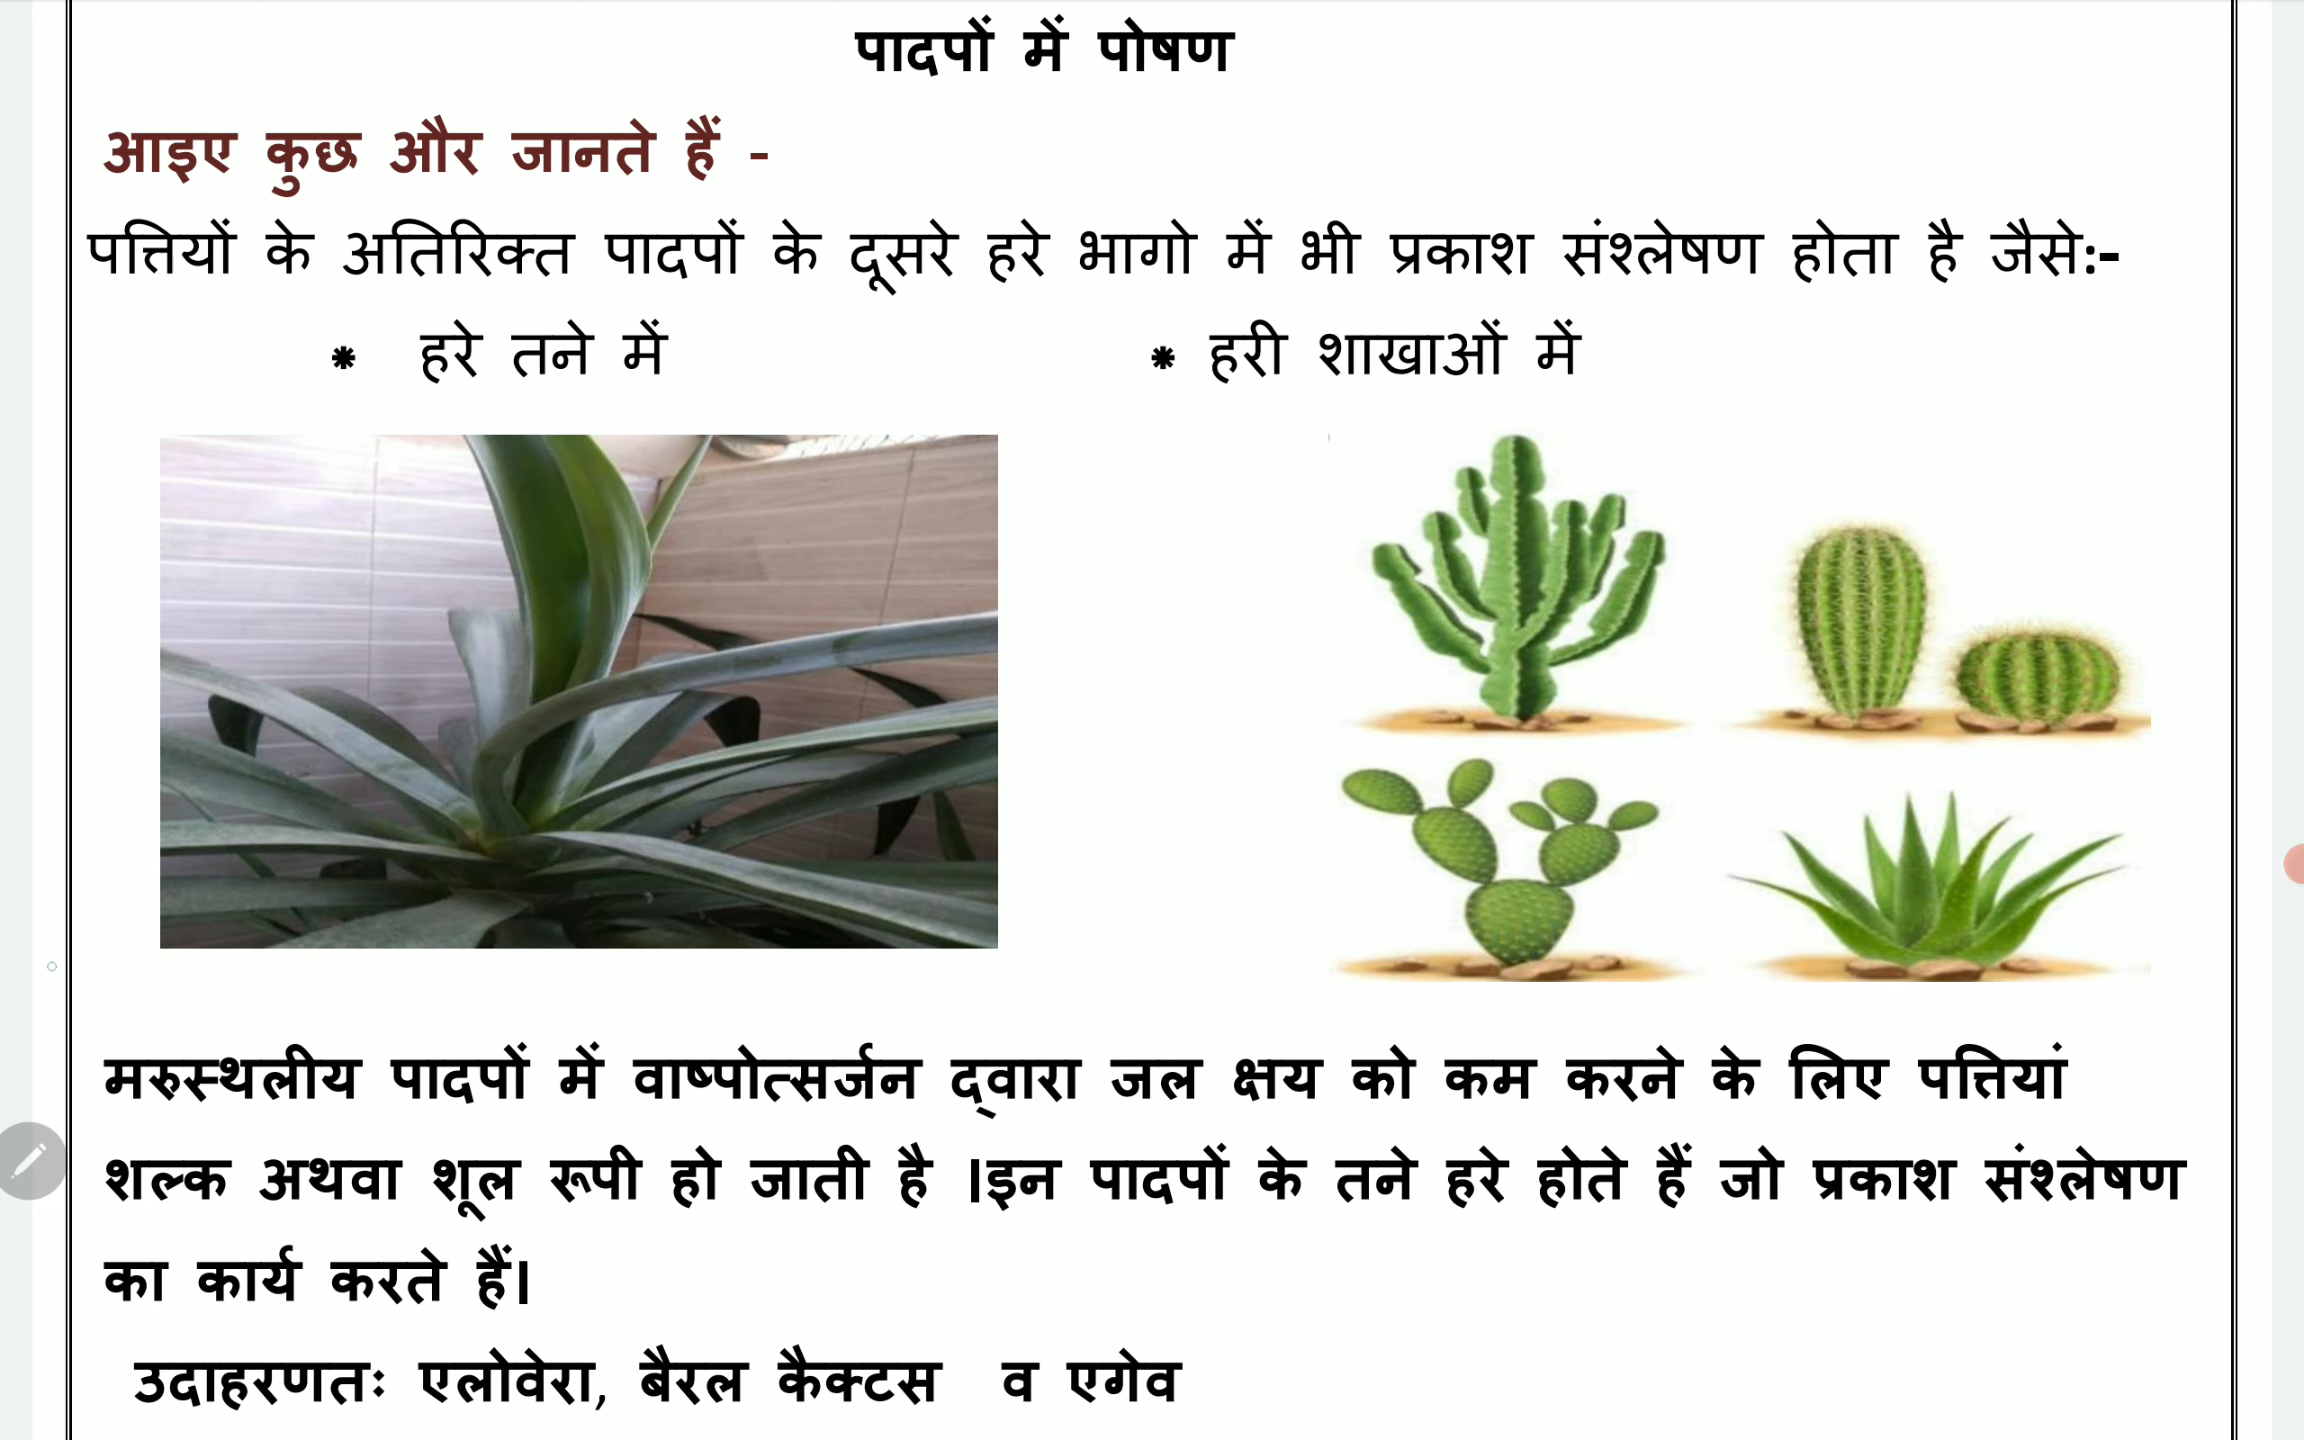 पादपों में पोषण
आइए कुछ और जानते हैं -
पत्तियों के अतिरिक्त पादपों के दूसरे हरे भागो में भी प्रकाश संश्लेषण होता है जैसे:-
* हरे तने में * हरी शाखाओं में
मरुस्थलीय पादपों में वाष्पोत्सर्जन द्वारा जल क्षय को कम करने के लिए पत्तियां
शल्क अथवा शूल रूपी हो जाती है ।इन पादपों के तने हरे होते हैं जो प्रकाश संश्लेषण
का कार्य करते हैं।
उदाहरणतः एलोवेरा, बैरल कैक्टस व एगेव